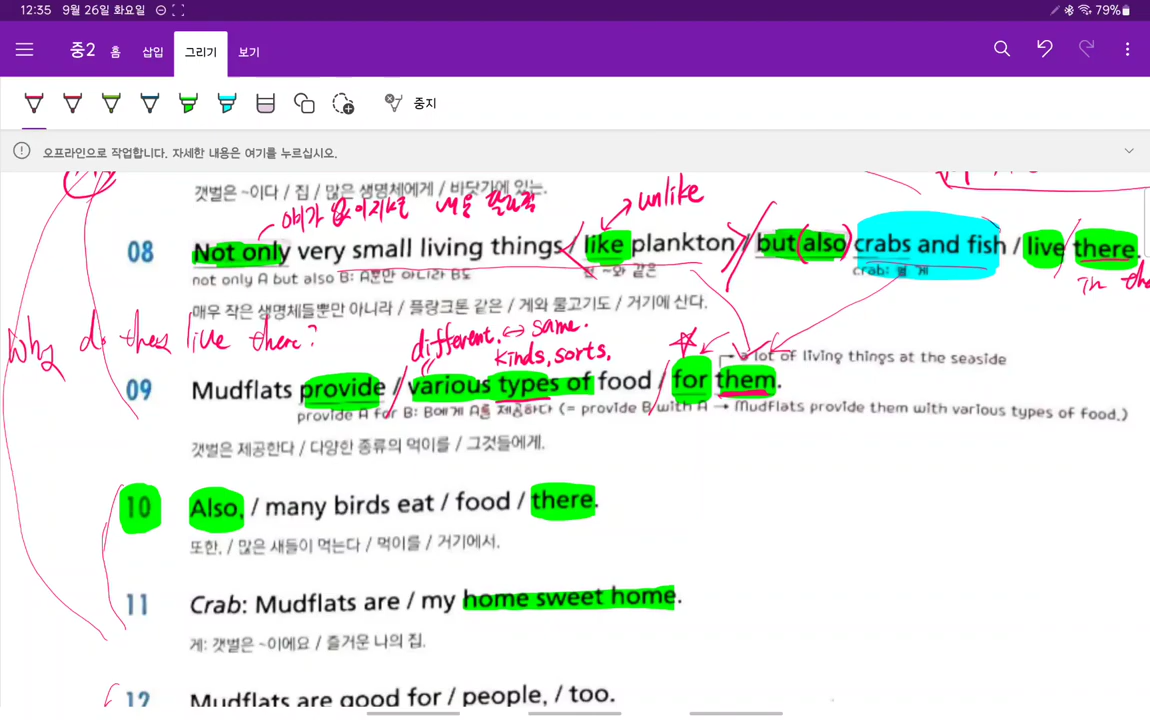 12:35 9월 26일 화요일 79%
중2 홈 삽입 그리기 보기
중지
오프라인으로 작업합니다. 자세한 내용은 여기를 누르십시오.
갯벌은 ~이다 / 집 / 많은 생명체에게 / 바닷가에 있는.
unlike
08 Not only very small living things / like plankton / but (also) crabs and fish / live / there.
not only A but also B: A뿐만 아니라 B도
전 ~와 같은
crab: 명 게
in
매우 작은 생명체들뿐만 아니라 / 플랑크톤 같은 / 게와 물고기도 / 거기에 산다.
Why do these live there?
different. ↔ same.
kinds, sorts,
a lot of living things at the seaside
09 Mudflats provide / various types of food / for them.
provide A for B: B에게 A를 제공하다 (= provide B with A → Mudflats provide them with various types of food.)
갯벌은 제공한다 / 다양한 종류의 먹이를 / 그것들에게.
10 Also, / many birds eat / food / there.
또한, / 많은 새들이 먹는다 / 먹이를 / 거기에서.
11 Crab: Mudflats are / my home sweet home.
게: 갯벌은 ~이에요 / 즐거운 나의 집.
12 Mudflats are good for / people, / too.